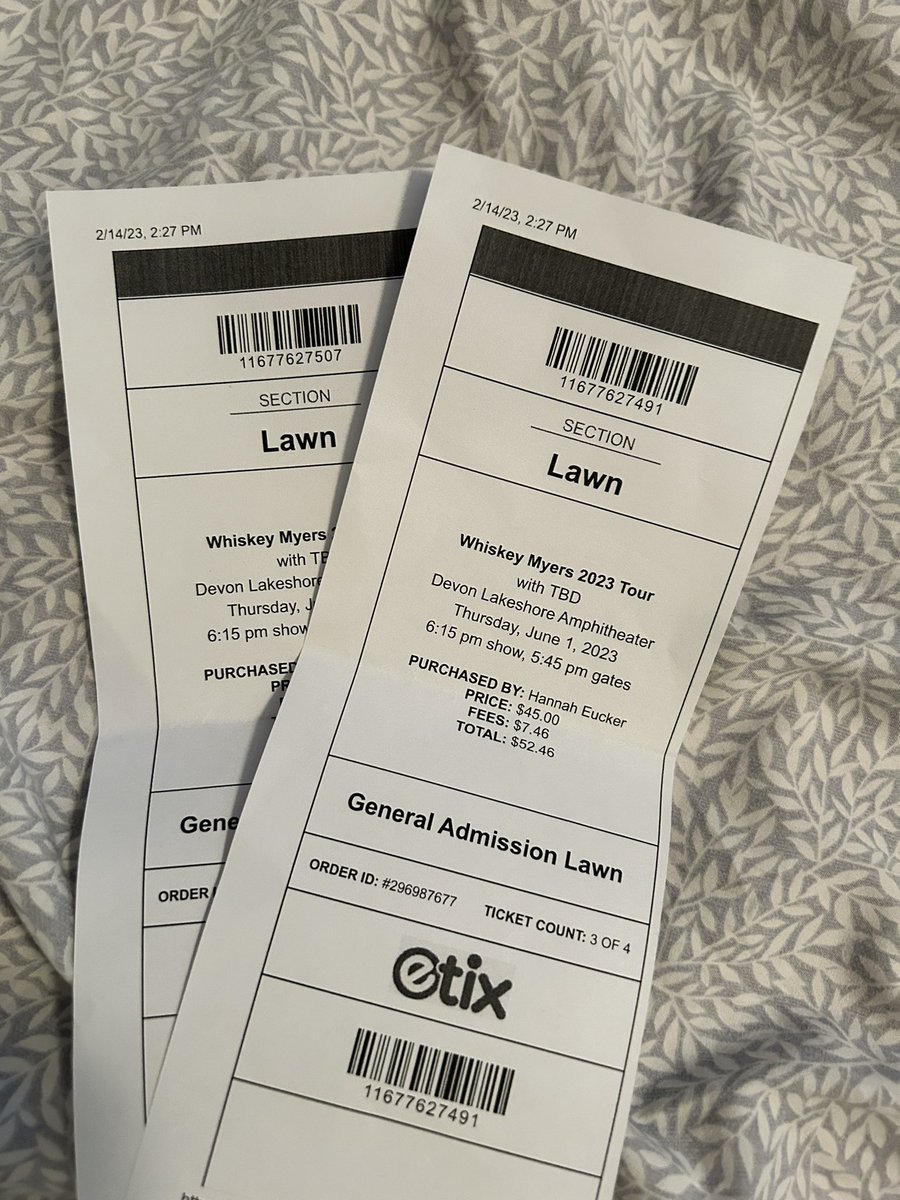 2/14/23, 2:27 PM
11677627507
SECTION
Lawn
Whiskey Myers
with
Devon Lakeshore
Thursday,
6:15 pm show
PURCHASED
ORDER
2/14/23, 2:27 PM
11677627491
SECTION
Lawn
Whiskey Myers 2023 Tour
with TBD
Devon Lakeshore Amphitheater
Thursday, June 1, 2023
6:15 pm show, 5:45 pm gates
PURCHASED BY: Hannah Eucker
PRICE: $45.00
FEES: $7.46
TOTAL: $52.46
General Admission Lawn
ORDER ID: #296987677 TICKET COUNT: 3 OF 4
etix
11677627491